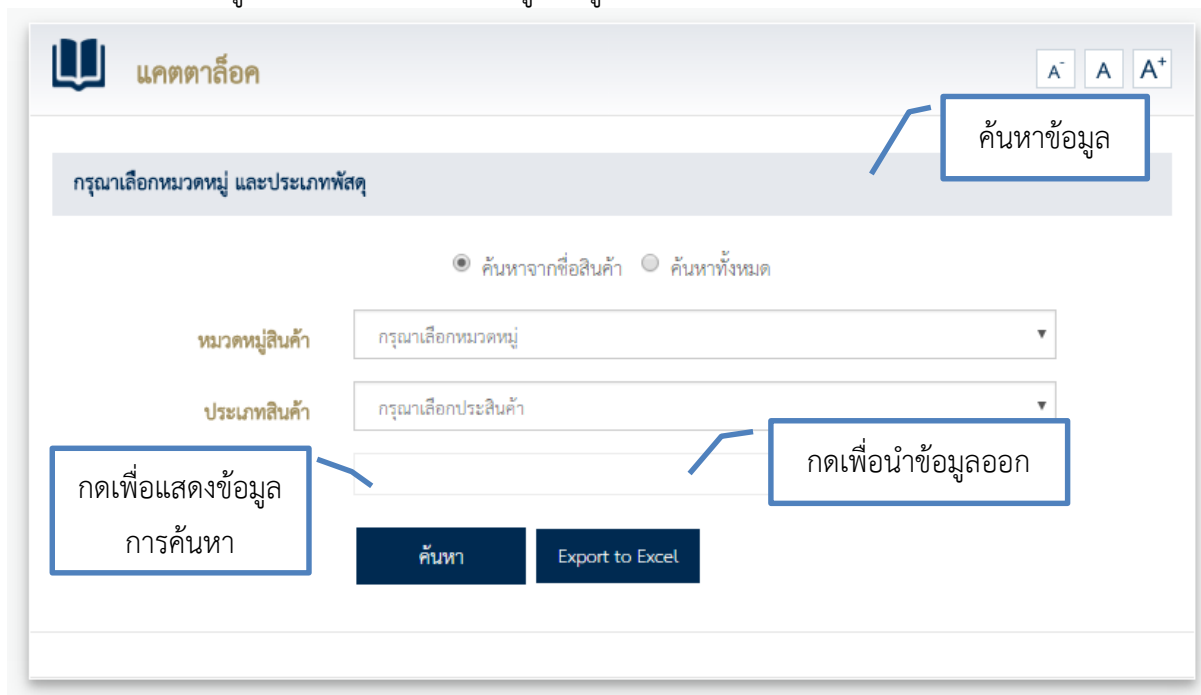 แคตตาล็อค
A- A A+
ค้นหาข้อมูล
กรุณาเลือกหมวดหมู่ และประเภทพัสดุ
ค้นหาจากชื่อสินค้า ค้นหาทั้งหมด
หมวดหมู่สินค้า กรุณาเลือกหมวดหมู่
ประเภทสินค้า กรุณาเลือกประสินค้า
กดเพื่อนำข้อมูลออก
กดเพื่อแสดงข้อมูล
การค้นหา
ค้นหา Export to Excel